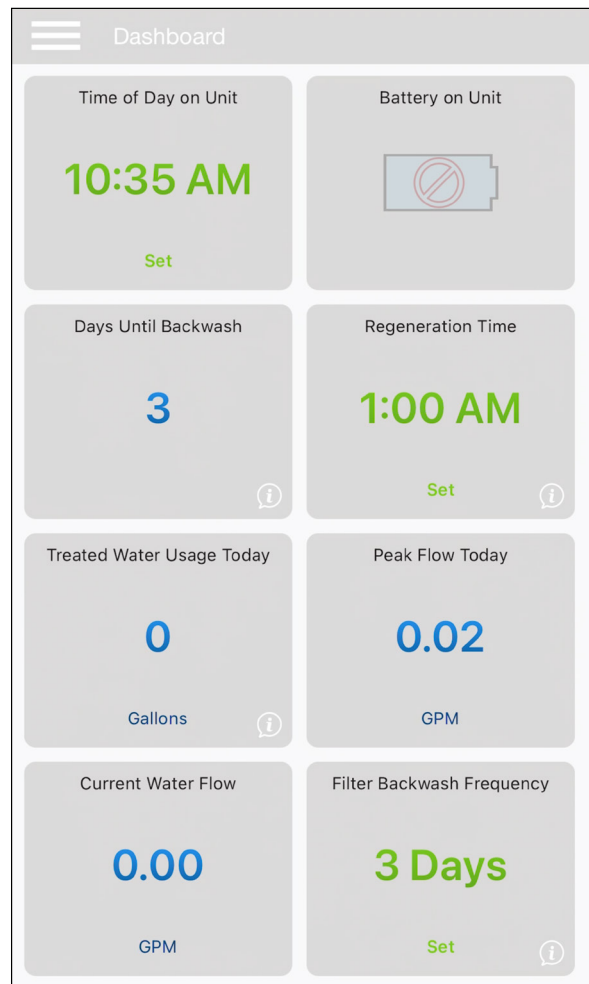 Dashboard
Time of Day on Unit
10:35 AM
Set
Battery on Unit
Days Until Backwash
3
Regeneration Time
1:00 AM
Set
Treated Water Usage Today
0
Gallons
Peak Flow Today
0.02
GPM
Current Water Flow
0.00
GPM
Filter Backwash Frequency
3 Days
Set